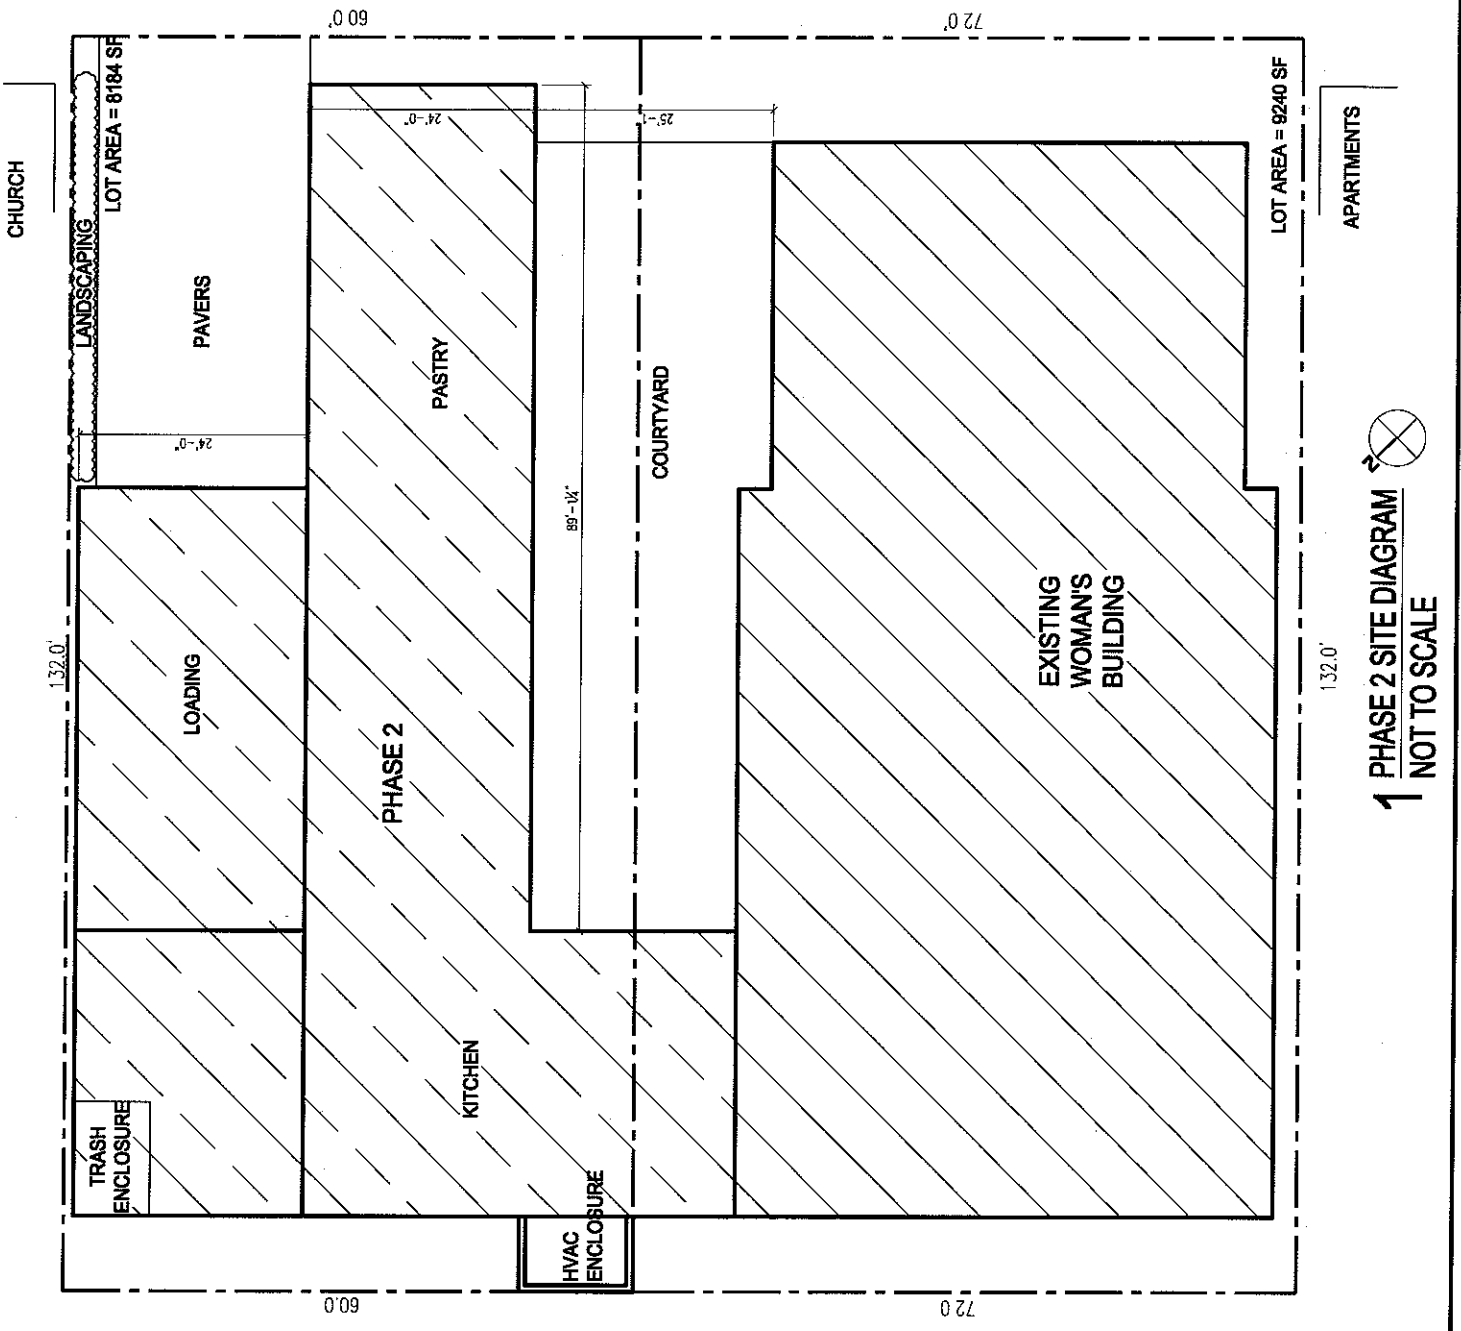 60.0'
72.0'
CHURCH
LANDSCAPING
LOT AREA = 8184 SF
PAVERS
24'-0"
24'-0"
25'-1
LOT AREA = 9240 SF
APARTMENTS
PASTRY
COURTYARD
89'-1¼"
132.0'
LOADING
PHASE 2
EXISTING
WOMAN'S
BUILDING
132.0'
KITCHEN
TRASH
ENCLOSURE
HVAC
ENCLOSURE
60.0
72.0
N
1 PHASE 2 SITE DIAGRAM
NOT TO SCALE